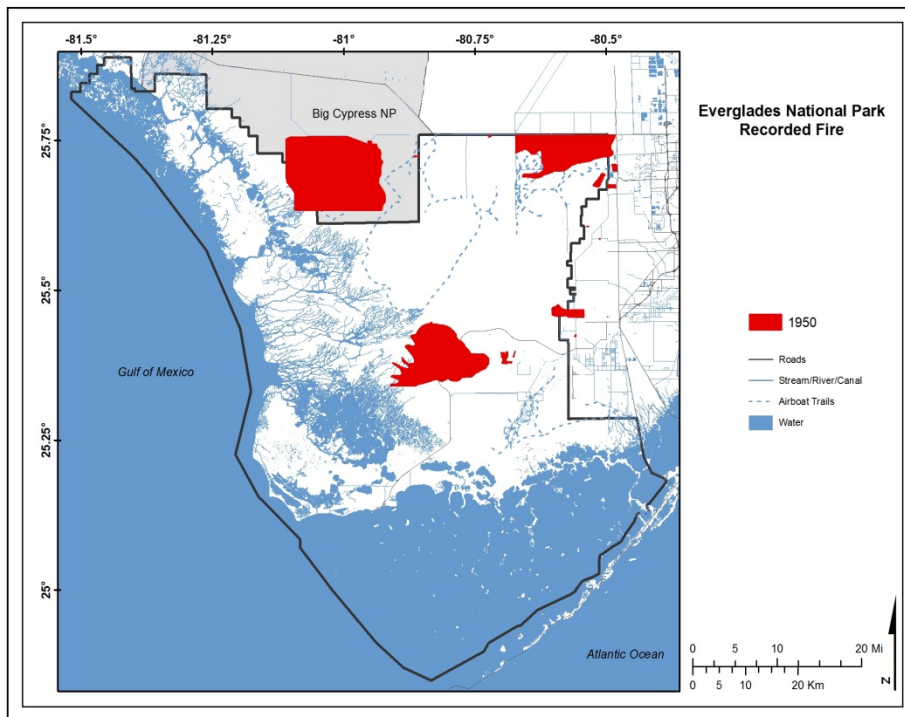 -81.5 -81.25 -81° -80.75 -80.5
Everglades National Park
Recorded Fire
Big Cypress NP
25.75°
25.5°
1950
Roads
Gulf of Mexico
Stream/River/Canal
Airboat Trails
Water
25.25°
25°
Atlantic Ocean
0 5 10 20 Mi
0 5 10 20 Km
N